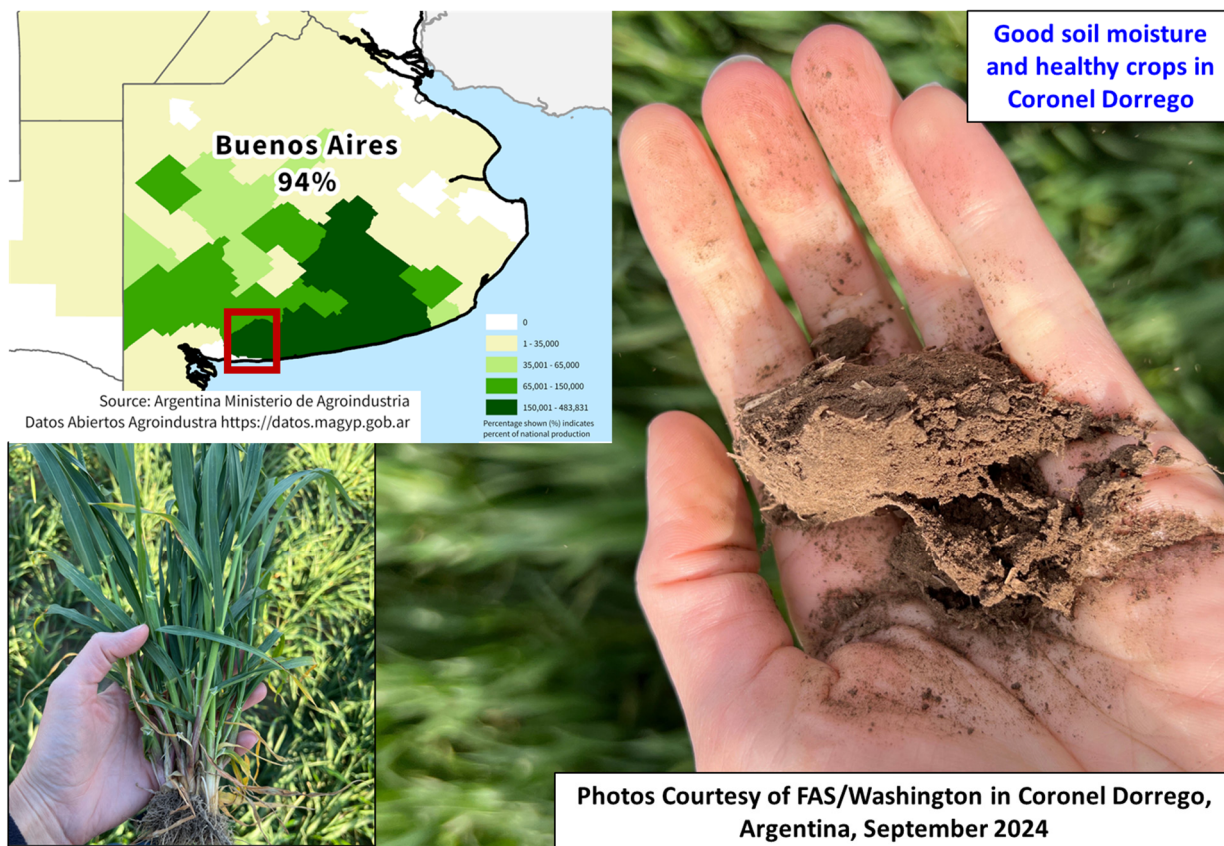 Good soil moisture
and healthy crops in
Coronel Dorrego
Buenos Aires
94%
0
1 - 35,000
35,001 - 65,000
65,001 - 150,000
150,001 - 483,831
Percentage shown (%) indicates
percent of national production
Source: Argentina Ministerio de Agroindustria
Datos Abiertos Agroindustra https://datos.magyp.gob.ar
Photos Courtesy of FAS/Washington in Coronel Dorrego,
Argentina, September 2024